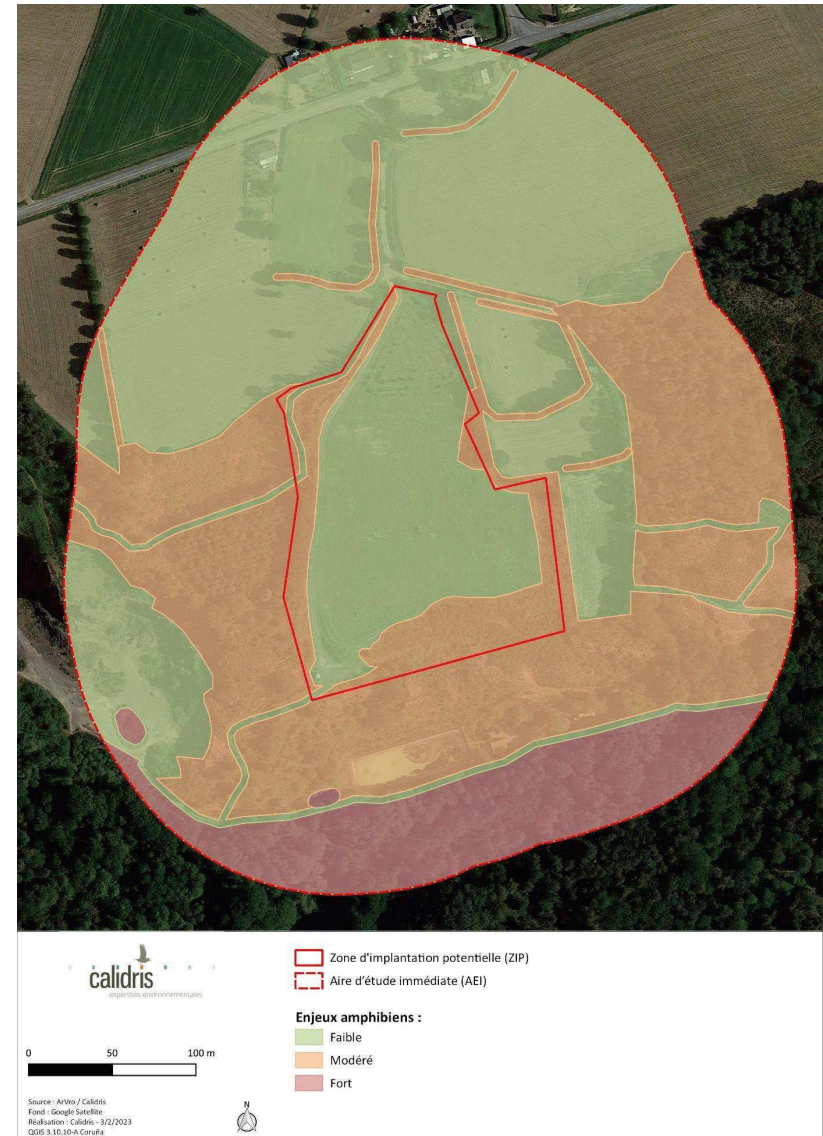 calidris
expertises environnementales
0 50 100 m
Source : ArVro / Calidris
Fond : Google Satellite
Réalisation : Calidris - 3/2/2023
QGIS 3.10.10-A Coruña
N
Zone d'implantation potentielle (ZIP)
Aire d'étude immédiate (AEI)
Enjeux amphibiens :
Faible
Modéré
Fort